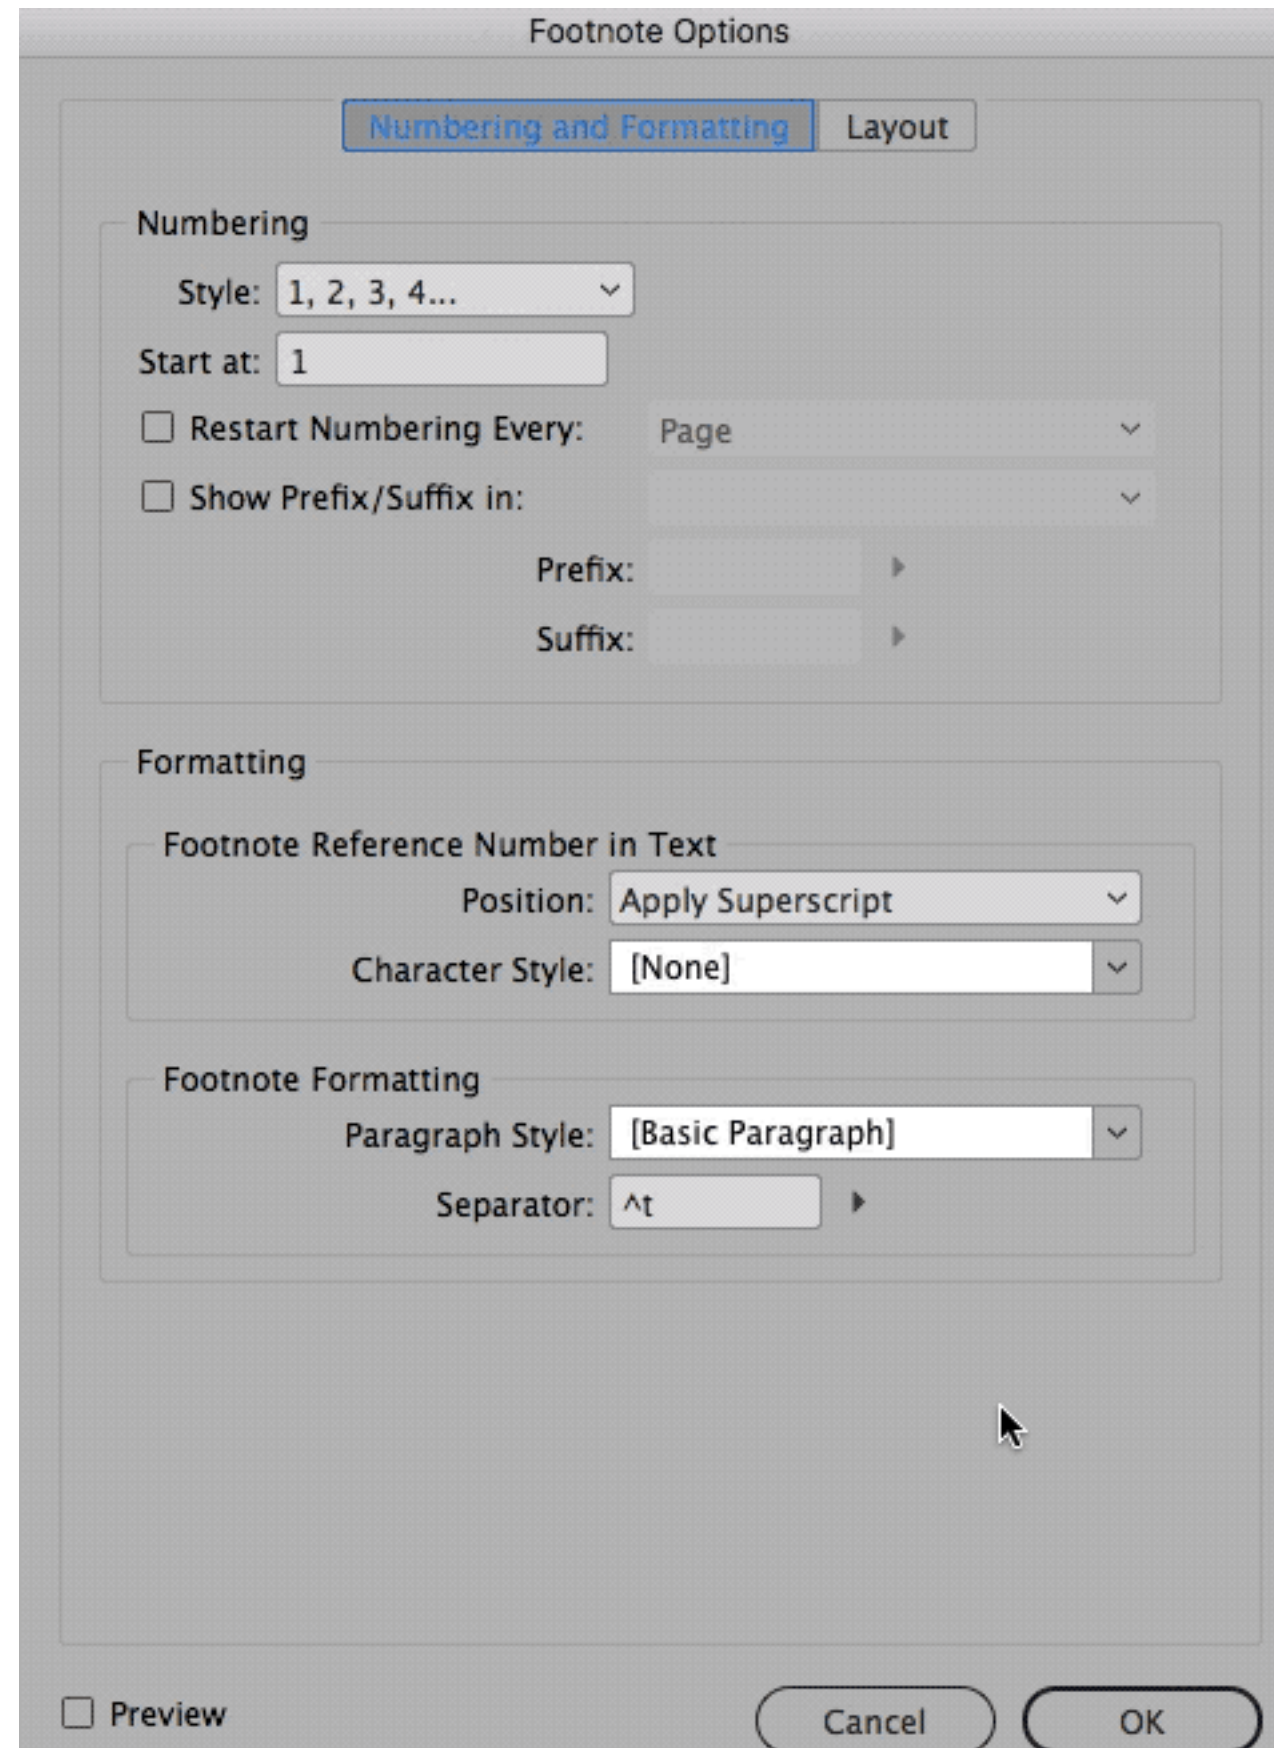 Footnote Options
Numbering and Formatting Layout
Numbering
Style: 1, 2, 3, 4...
Start at: 1
Restart Numbering Every: Page
Show Prefix/Suffix in:
Prefix:
Suffix:
Formatting
Footnote Reference Number in Text
Position: Apply Superscript
Character Style: [None]
Footnote Formatting
Paragraph Style: [Basic Paragraph]
Separator: ^t
Preview Cancel OK